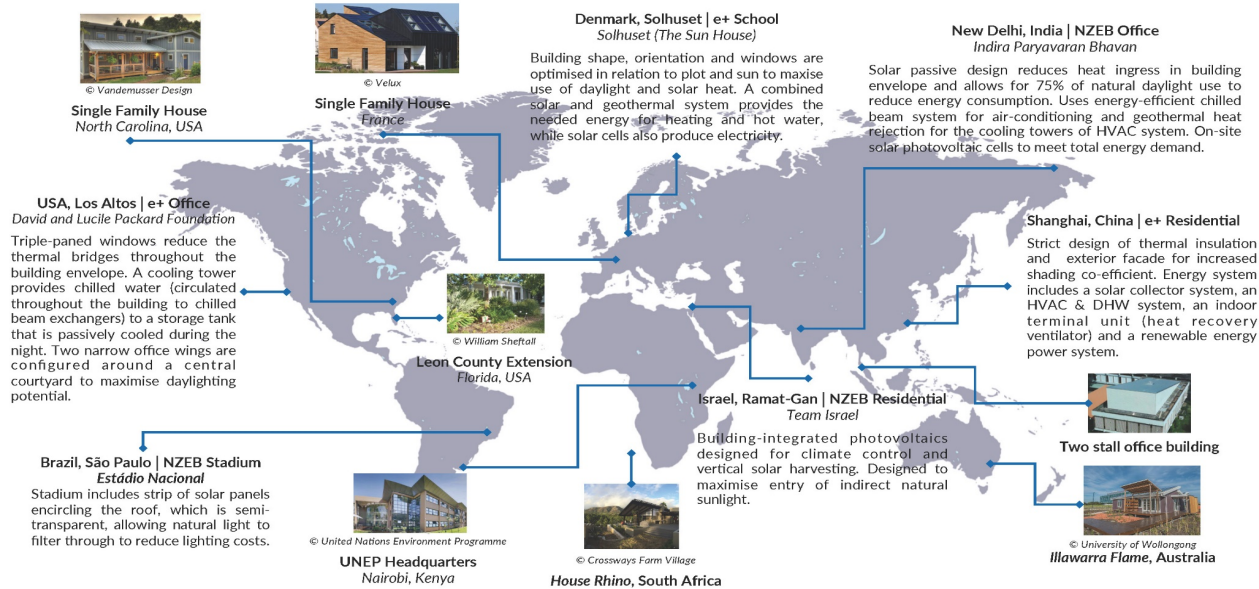 © Vandemusser Design
Single Family House
North Carolina, USA
© Velux
Single Family House
France
Denmark, Solhuset | e+ School
Solhuset (The Sun House)
Building shape, orientation and windows are
optimised in relation to plot and sun to maxise
use of daylight and solar heat. A combined
solar and geothermal system provides the
needed energy for heating and hot water,
while solar cells also produce electricity.
New Delhi, India | NZEB Office
Indira Paryavaran Bhavan
Solar passive design reduces heat ingress in building
envelope and allows for 75% of natural daylight use to
reduce energy consumption. Uses energy-efficient chilled
beam system for air-conditioning and geothermal heat
rejection for the cooling towers of HVAC system. On-site
solar photovoltaic cells to meet total energy demand.
USA, Los Altos | e+ Office
David and Lucile Packard Foundation
Triple-paned windows reduce the
thermal bridges throughout the
building envelope. A cooling tower
provides chilled water (circulated
throughout the building to chilled
beam exchangers) to a storage tank
that is passively cooled during the
night. Two narrow office wings are
configured around a central
courtyard to maximise daylighting
potential.
Shanghai, China | e+ Residential
Strict design of thermal insulation
and exterior facade for increased
shading co-efficient. Energy system
includes a solar collector system, an
HVAC & DHW system, an indoor
terminal unit (heat recovery
ventilator) and a renewable energy
power system.
© William Sheftall
Leon County Extension
Florida, USA
Israel, Ramat-Gan | NZEB Residential
Team Israel
Building-integrated photovoltaics
designed for climate control and
vertical solar harvesting. Designed to
maximise entry of indirect natural
sunlight.
Two stall office building
Brazil, São Paulo | NZEB Stadium
Estádio Nacional
Stadium includes strip of solar panels
encircling the roof, which is semi-
transparent, allowing natural light to
filter through to reduce lighting costs.
© United Nations Environment Programme
UNEP Headquarters
Nairobi, Kenya
© Crossways Farm Village
House Rhino, South Africa
© University of Wollongong
Illawarra Flame, Australia